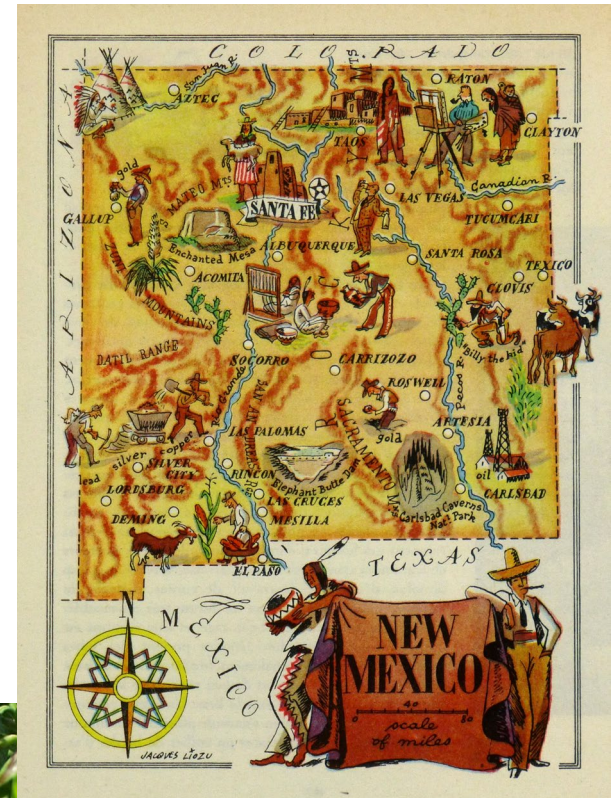 COLORADO
San Juan R.
AZTEC
MTS
RATON
TAOS
CLAYTON
ARIZONA
gold
GALLUP
S. MATEO MTS
SANTA FE
LAS VEGAS
Canadian R.
TUCUMCARI
Enchanted Mesa
ALBUQUERQUE
SANTA ROSA
TEXICO
ACOMITA
CLOVIS
ZUNI
MOUNTAINS
"Billy the kid"
DATIL RANGE
SOCORRO
CARRIZOZO
ROSWELL
Rio Grande
Pecos R.
SACRAMENTO Mts
gold
ARTESIA
LAS PALOMAS
lead silver copper
SILVER
CITY
RINCON
Elephant Butte Dam
oil
LORDSBURG
LAS CRUCES
Carlsbad Caverns
Nat. Park
CARLSBAD
DEMING
MESILLA
EL PASO
TEXAS
N
MEXICO
NEW
MEXICO
40
0 80
scale
of miles
JACQUES LIOZU